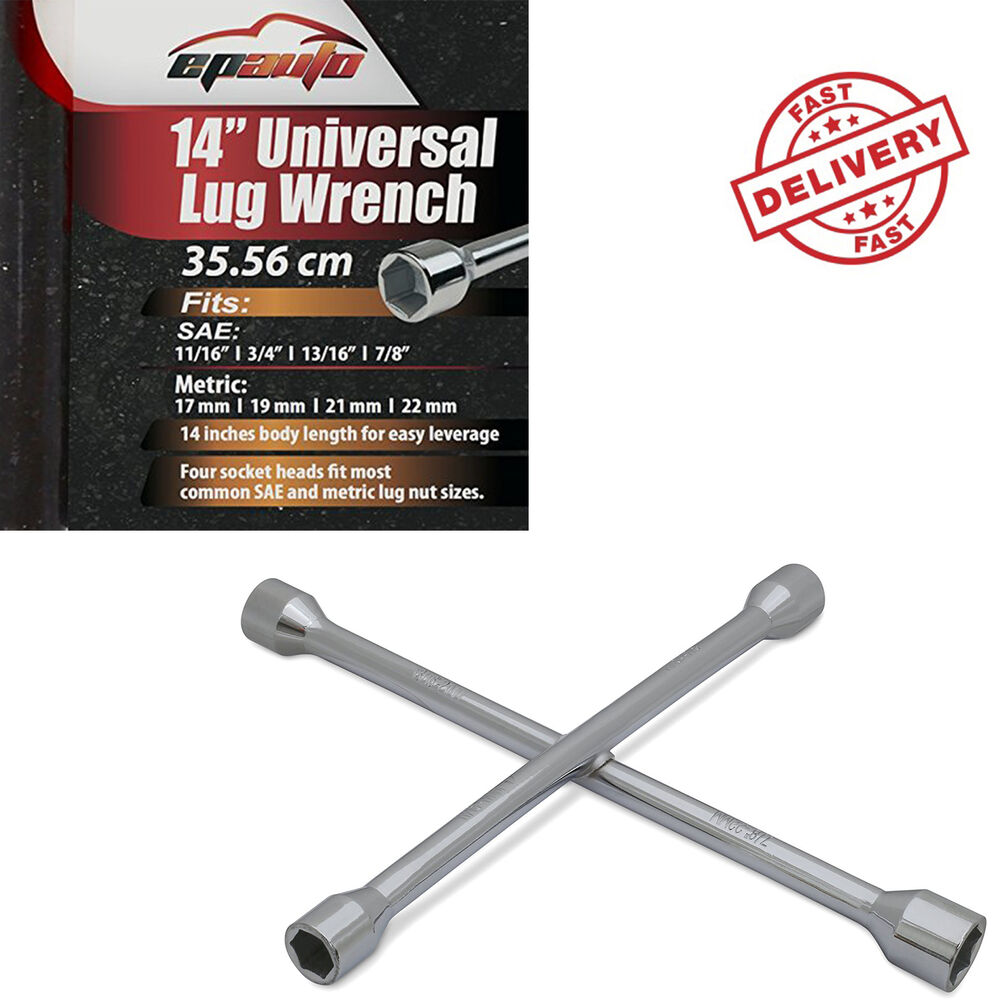 epauto
14” Universal
Lug Wrench
35.56 cm
Fits:
SAE:
11/16” I 3/4” I 13/16” I 7/8”
Metric:
17 mm I 19 mm I 21 mm I 22 mm
14 inches body length for easy leverage
Four socket heads fit most
common SAE and metric lug nut sizes.
FAST
DELIVERY
FAST
7/8" 22MM